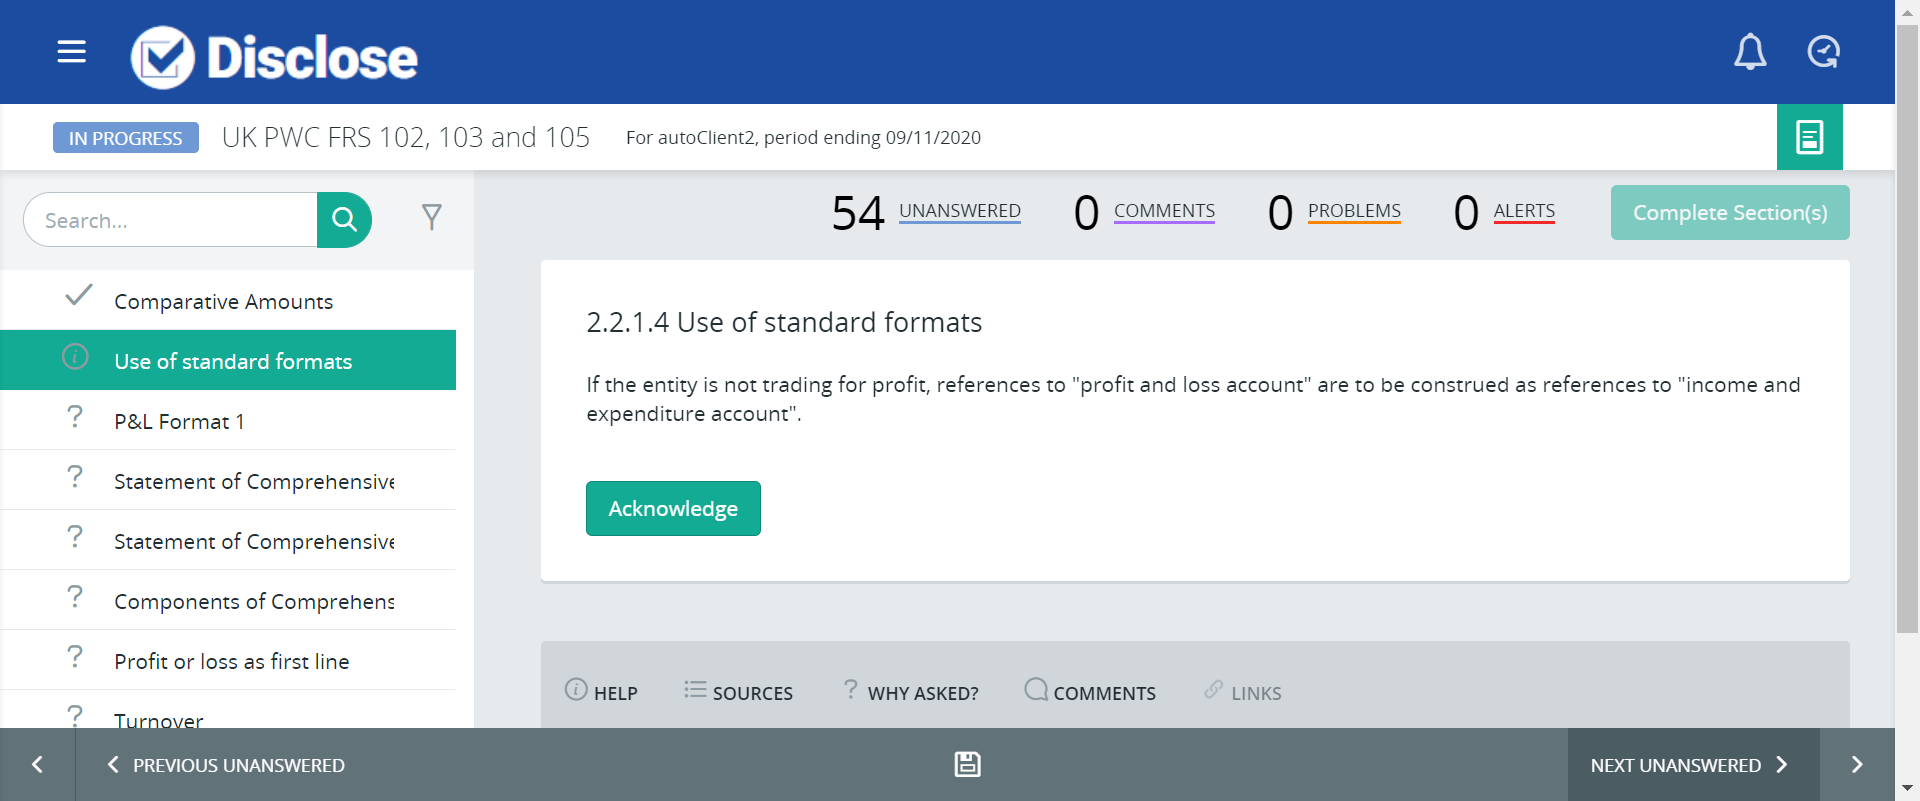 Disclose
IN PROGRESS
UK PWC FRS 102, 103 and 105
For autoClient2, period ending 09/11/2020
Search...
54 UNANSWERED
0 COMMENTS
0 PROBLEMS
0 ALERTS
Complete Section(s)
Comparative Amounts
Use of standard formats
P&L Format 1
Statement of Comprehensive
Statement of Comprehensive
Components of Comprehens
Profit or loss as first line
Turnover
2.2.1.4 Use of standard formats
If the entity is not trading for profit, references to "profit and loss account" are to be construed as references to "income and
expenditure account".
Acknowledge
HELP
SOURCES
WHY ASKED?
COMMENTS
LINKS
PREVIOUS UNANSWERED
NEXT UNANSWERED